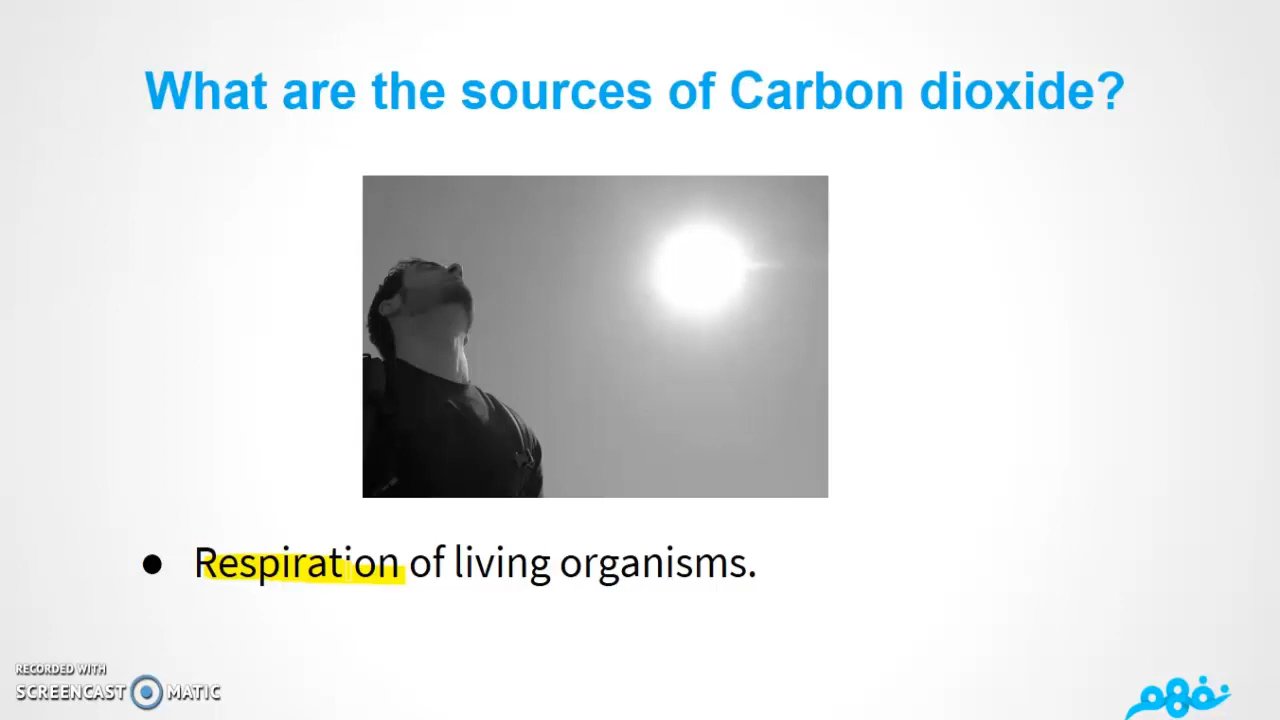 What are the sources of Carbon dioxide?
● Respiration of living organisms.
RECORDED WITH
SCREENCAST MATIC
نفهم